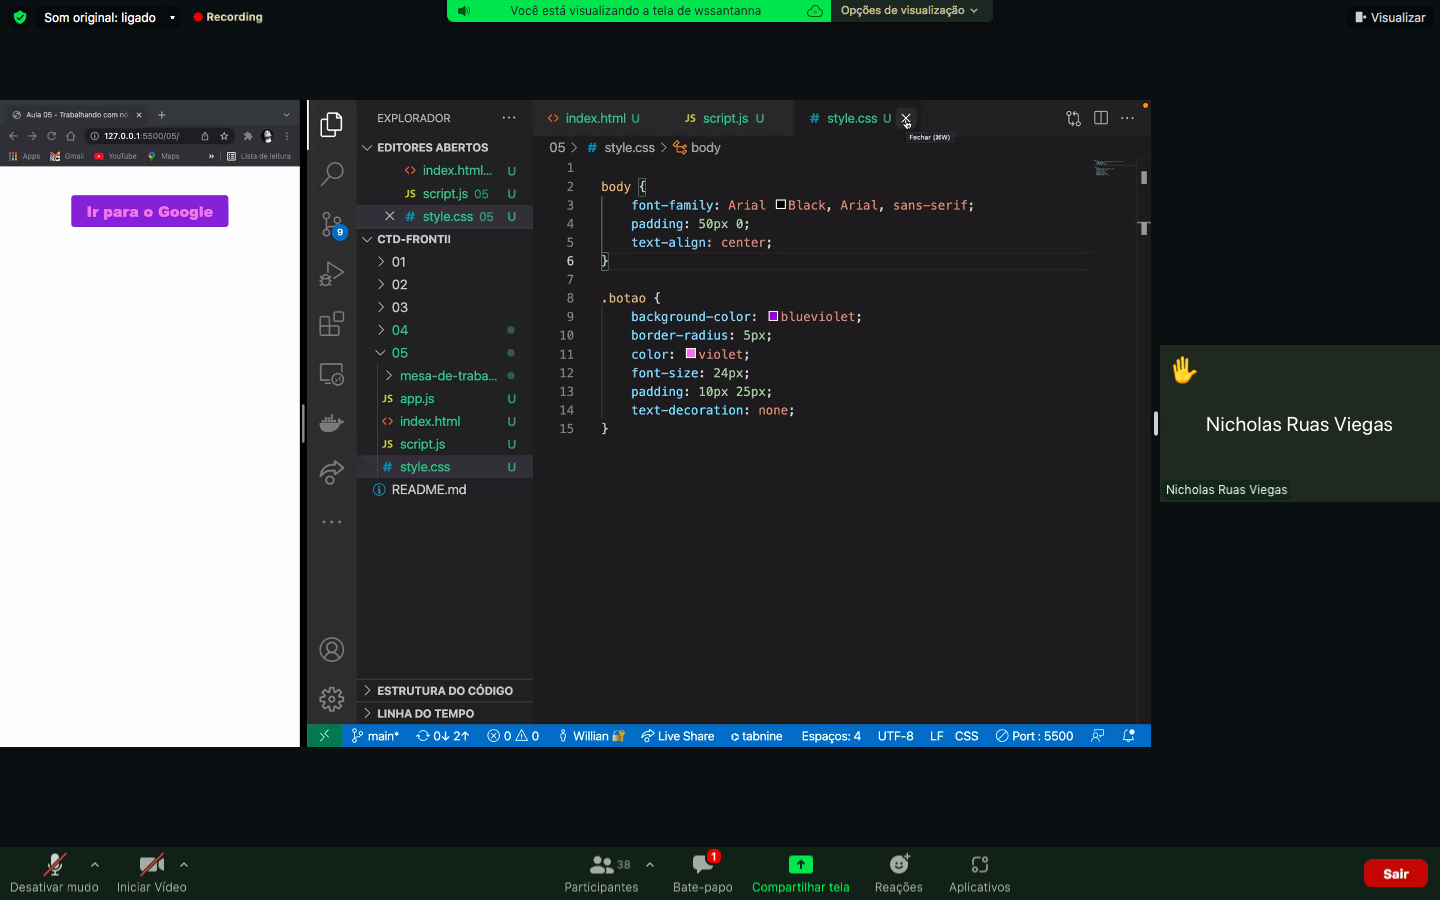 Som original: ligado
Recording
Você está visualizando a tela de wssantanna
Opções de visualização
Visualizar
Aula 05 - Trabalhando com nó
127.0.0.1:5500/05/
Apps
Gmail
YouTube
Maps
»
Lista de leitura
Ir para o Google
EXPLORADOR
EDITORES ABERTOS
index.html... U
script.js 05 U
# style.css 05 U
CTD-FRONTII
01
02
03
04
05
mesa-de-traba...
JS app.js U
index.html U
JS script.js U
# style.css U
README.md
ESTRUTURA DO CÓDIGO
LINHA DO TEMPO
9
index.html U
JS script.js U
# style.css U
Fechar (⌘W)
05 > # style.css > body
1
2 body {
3 font-family: Arial Black, Arial, sans-serif;
4 padding: 50px 0;
5 text-align: center;
6 }
7
8 .botao {
9 background-color: blueviolet;
10 border-radius: 5px;
11 color: violet;
12 font-size: 24px;
13 padding: 10px 25px;
14 text-decoration: none;
15 }
main* 0↓ 2↑ 0 0 Willian Live Share tabnine Espaços: 4 UTF-8 LF CSS Port : 5500
Nicholas Ruas Viegas
Nicholas Ruas Viegas
Desativar mudo
Iniciar Vídeo
38
Participantes
1
Bate-papo
Compartilhar tela
Reações
Aplicativos
Sair